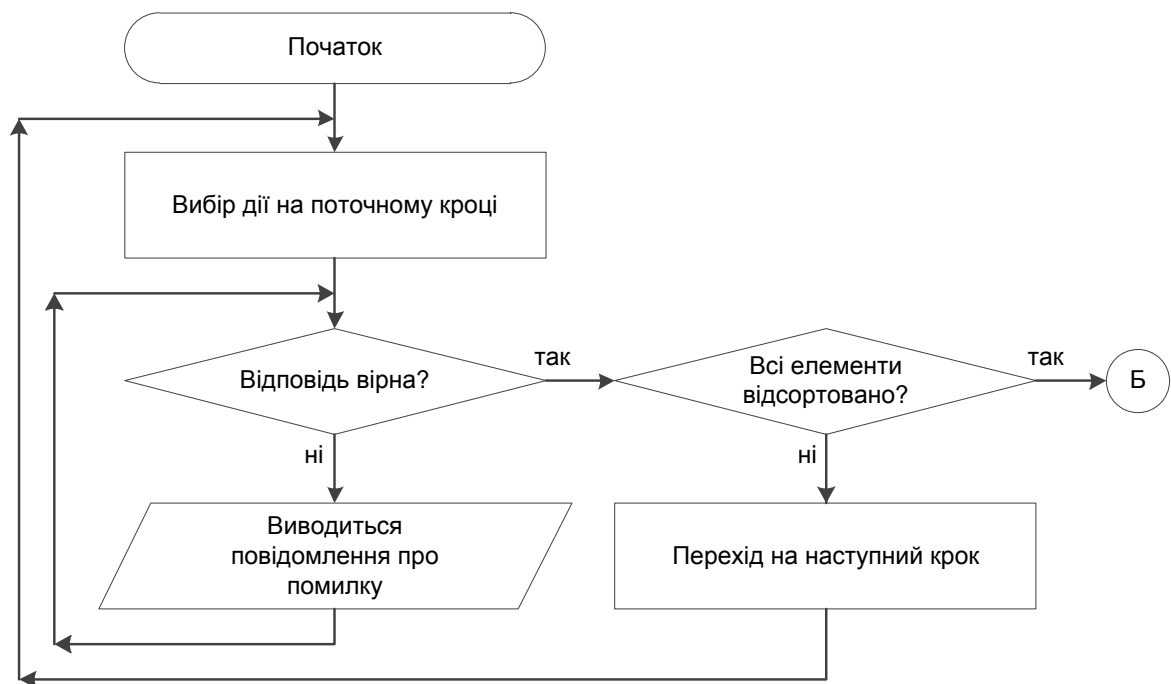 Початок
Вибір дії на поточному кроці
Відповідь вірна?
так
Всі елементи
відсортовано?
так
Б
ні
ні
Виводиться
повідомлення про
помилку
Перехід на наступний крок